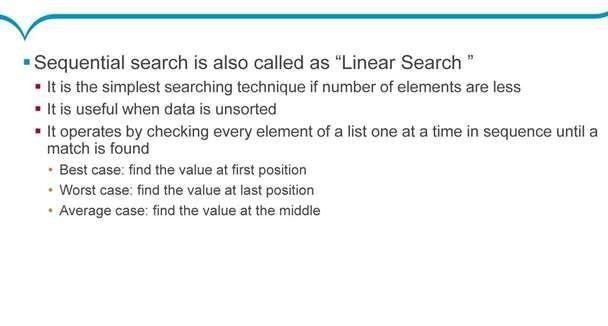 Sequential search is also called as “Linear Search ”
It is the simplest searching technique if number of elements are less
It is useful when data is unsorted
It operates by checking every element of a list one at a time in sequence until a
match is found
Best case: find the value at first position
Worst case: find the value at last position
Average case: find the value at the middle